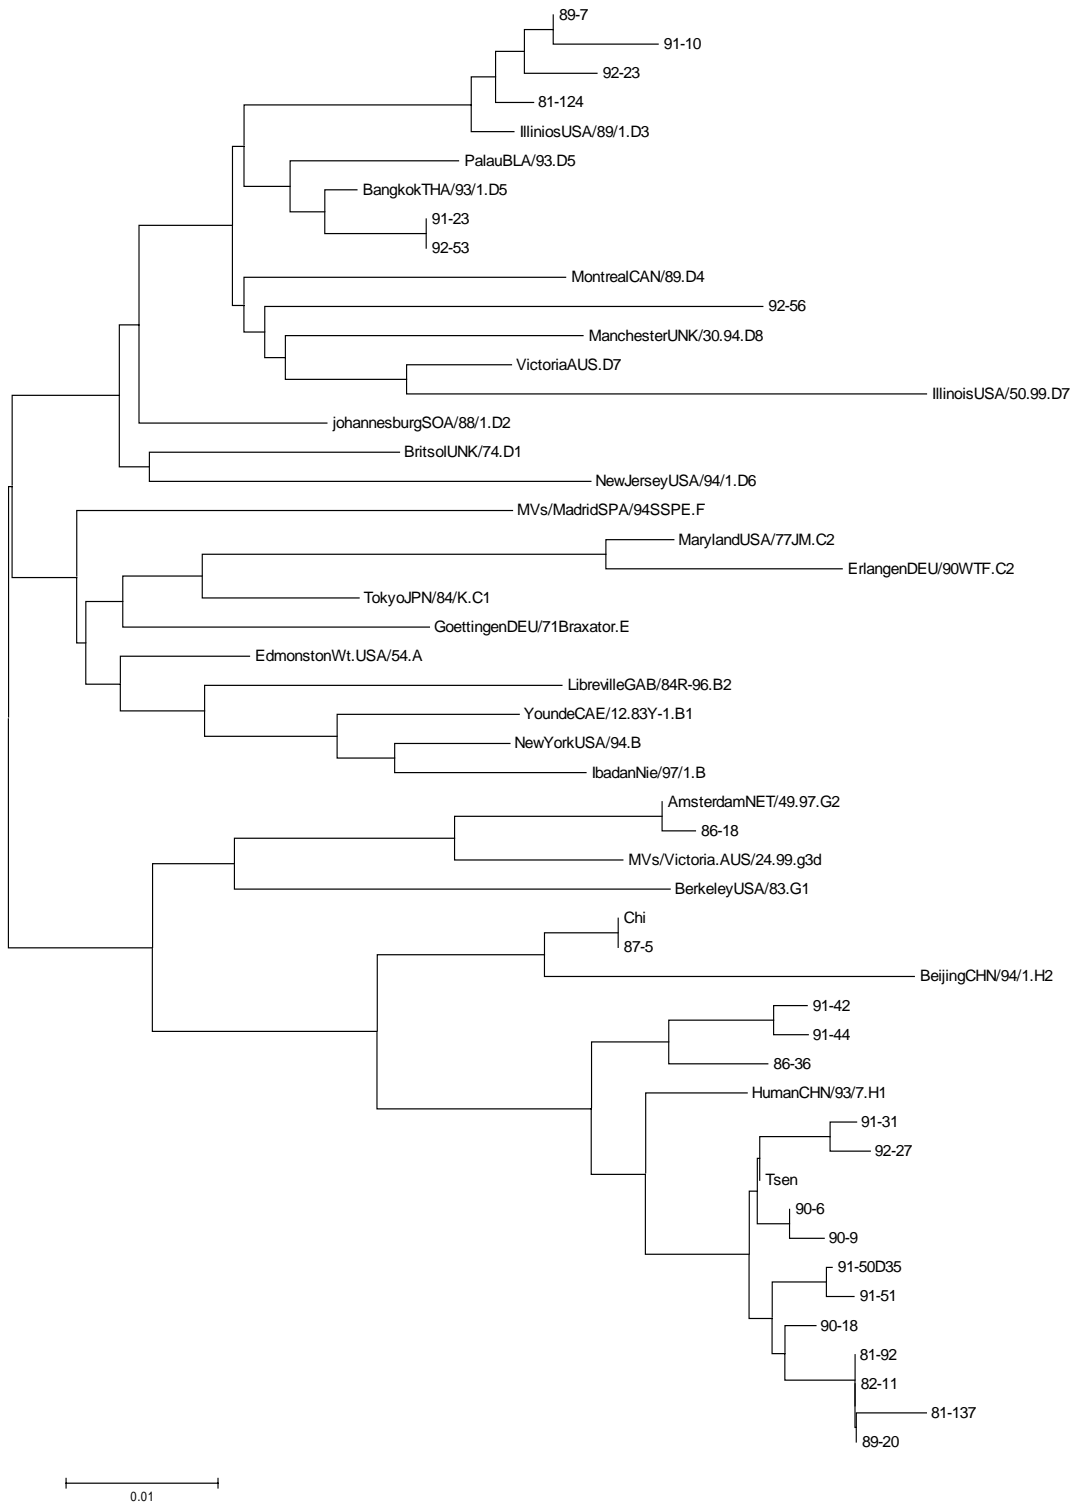 89-7
91-10
92-23
81-124
IlliniosUSA/89/1.D3
PalauBLA/93.D5
BangkokTHA/93/1.D5
91-23
92-53
MontrealCAN/89.D4
92-56
ManchesterUNK/30.94.D8
VictoriaAUS.D7
IllinoisUSA/50.99.D7
johannesburgSOA/88/1.D2
BritsolUNK/74.D1
NewJerseyUSA/94/1.D6
MVs/MadridSPA/94SSPE.F
MarylandUSA/77JM.C2
ErlangenDEU/90WTF.C2
TokyoJPN/84/K.C1
GoettingenDEU/71Braxator.E
EdmonstonWt.USA/54.A
LibrevilleGAB/84R-96.B2
YoundeCAE/12.83Y-1.B1
NewYorkUSA/94.B
IbadanNie/97/1.B
AmsterdamNET/49.97.G2
86-18
MVs/Victoria.AUS/24.99.g3d
BerkeleyUSA/83.G1
Chi
87-5
BeijingCHN/94/1.H2
91-42
91-44
86-36
HumanCHN/93/7.H1
91-31
92-27
Tsen
90-6
90-9
91-50D35
91-51
90-18
81-92
82-11
81-137
89-20
0.01